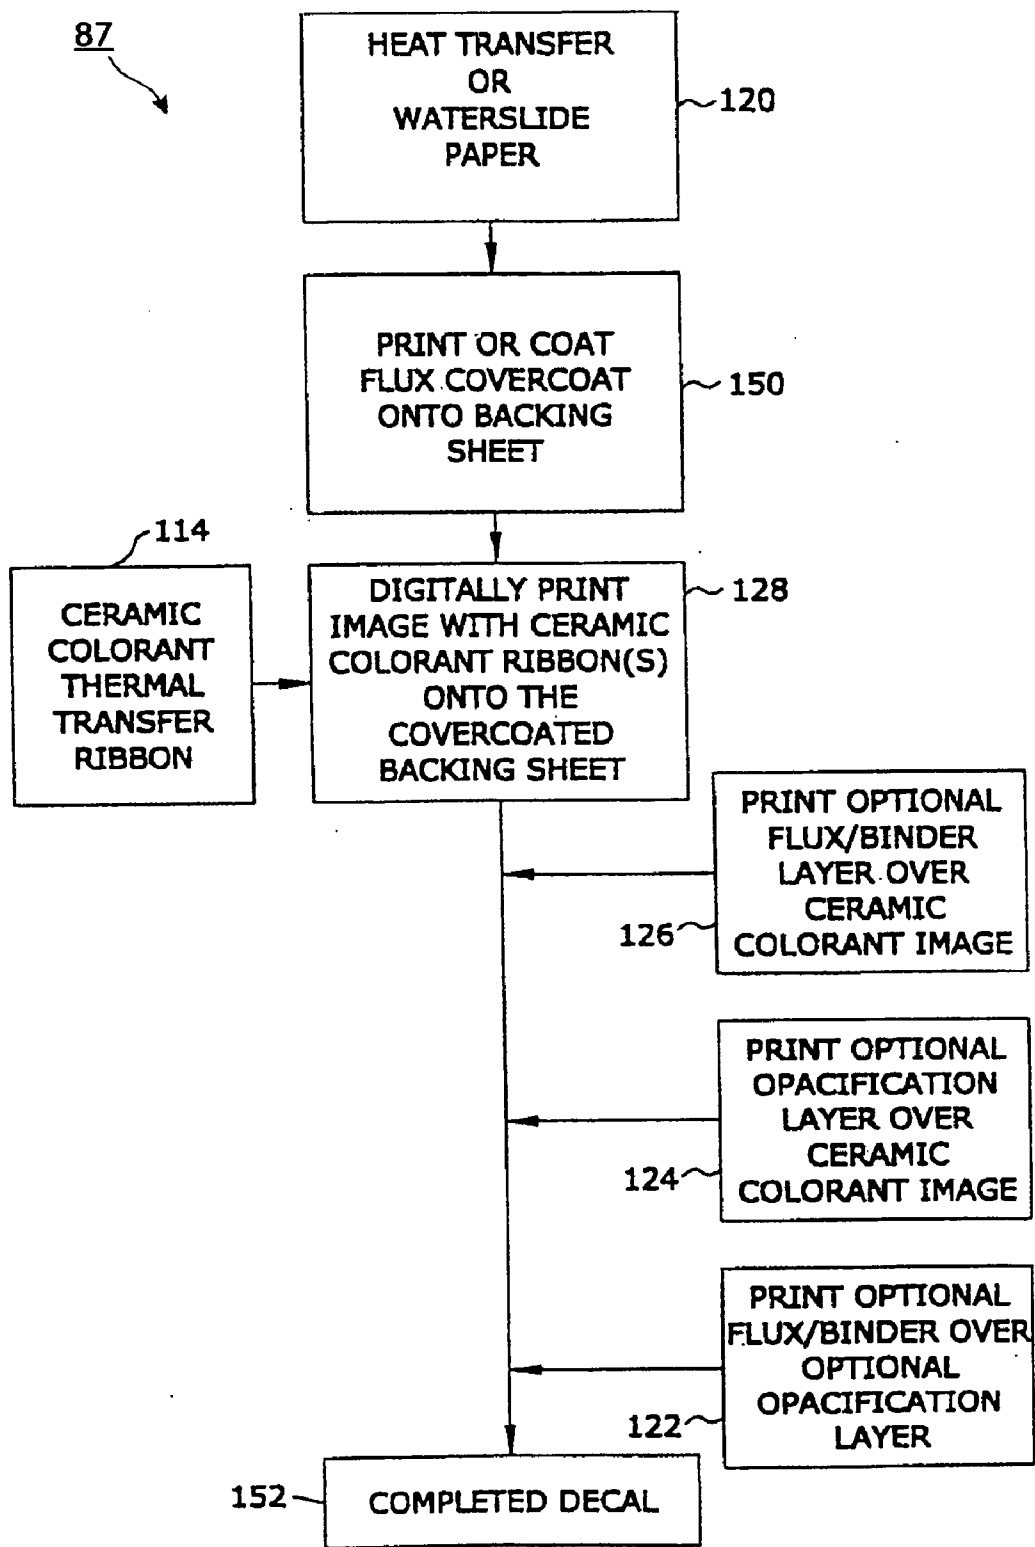 87
HEAT TRANSFER
OR
WATERSLIDE
PAPER
120
PRINT OR COAT
FLUX COVERCOAT
ONTO BACKING
SHEET
150
114
CERAMIC
COLORANT
THERMAL
TRANSFER
RIBBON
DIGITALLY PRINT
IMAGE WITH CERAMIC
COLORANT RIBBON(S)
ONTO THE
COVERCOATED
BACKING SHEET
128
PRINT OPTIONAL
FLUX/BINDER
LAYER OVER
CERAMIC
COLORANT IMAGE
126
PRINT OPTIONAL
OPACIFICATION
LAYER OVER
CERAMIC
COLORANT IMAGE
124
PRINT OPTIONAL
FLUX/BINDER OVER
OPTIONAL
OPACIFICATION
LAYER
122
152
COMPLETED DECAL